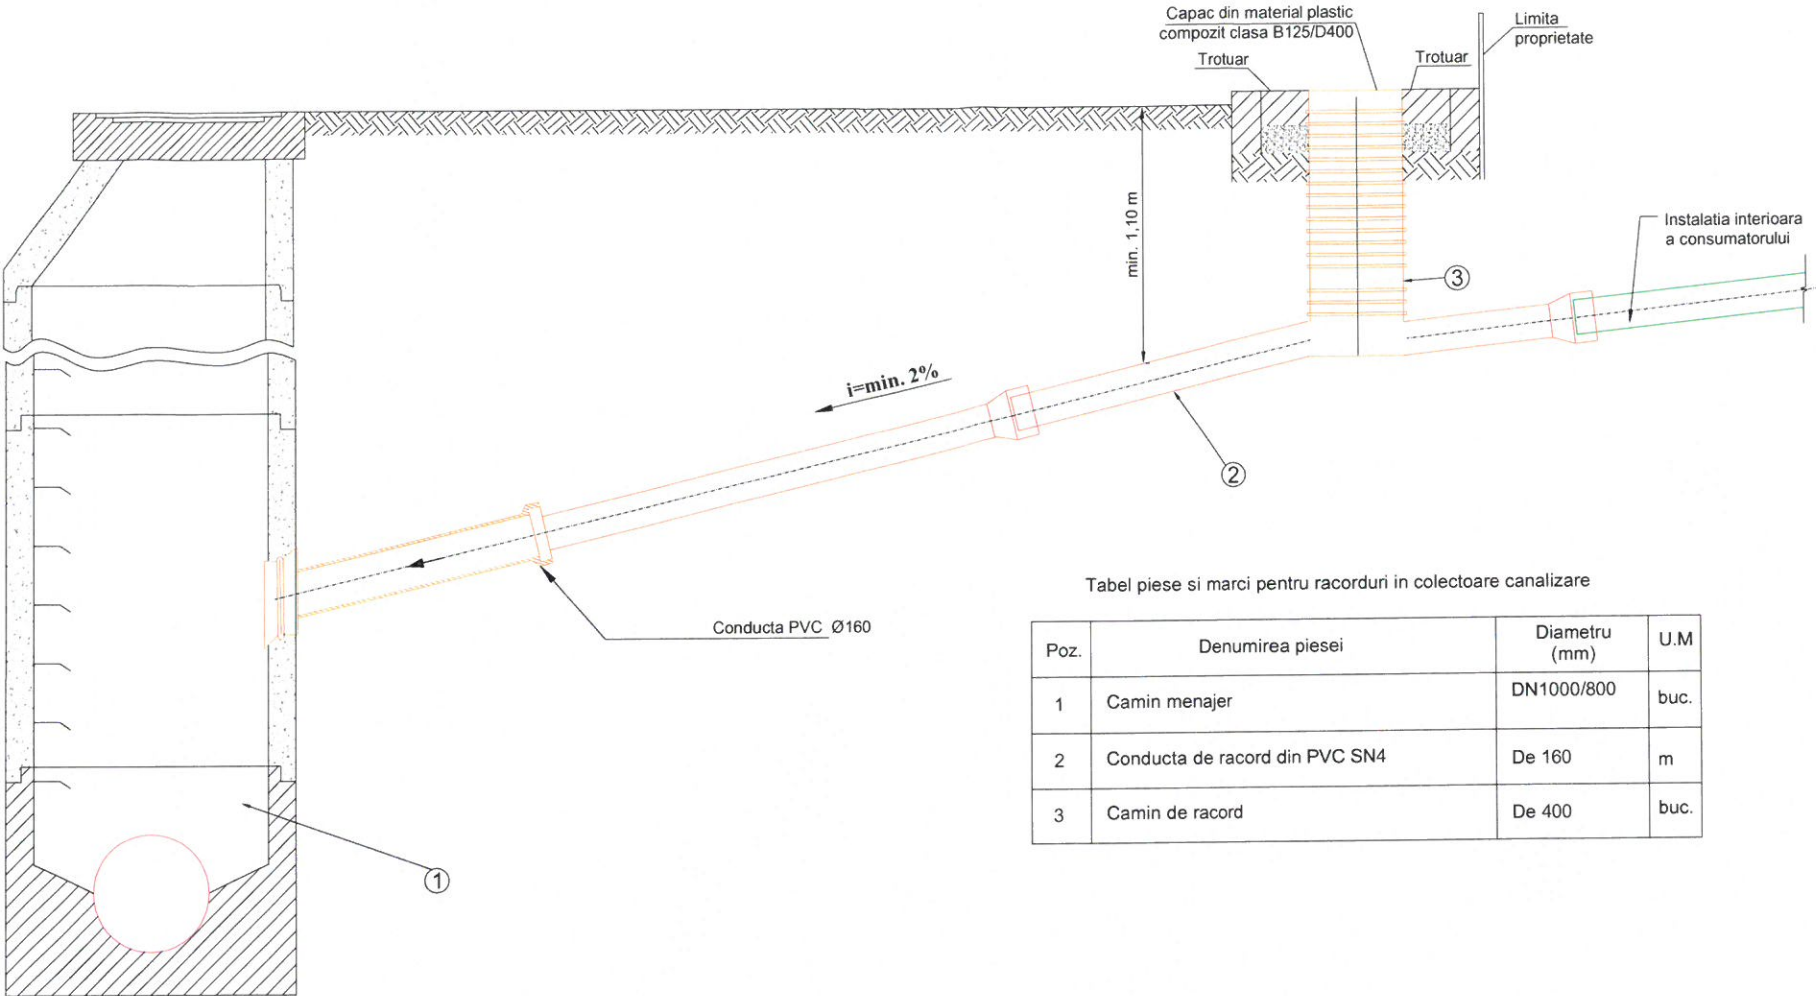 Capac din material plastic
compozit clasa B125/D400
Limita
proprietate
Trotuar
Trotuar
min. 1,10 m
Instalatia interioara
a consumatorului
3
i=min. 2%
2
Conducta PVC Ø160
1
Tabel piese si marci pentru racorduri in colectoare canalizare
Poz. Denumirea piesei Diametru (mm) U.M
1 Camin menajer DN1000/800 buc.
2 Conducta de racord din PVC SN4 De 160 m
3 Camin de racord De 400 buc.